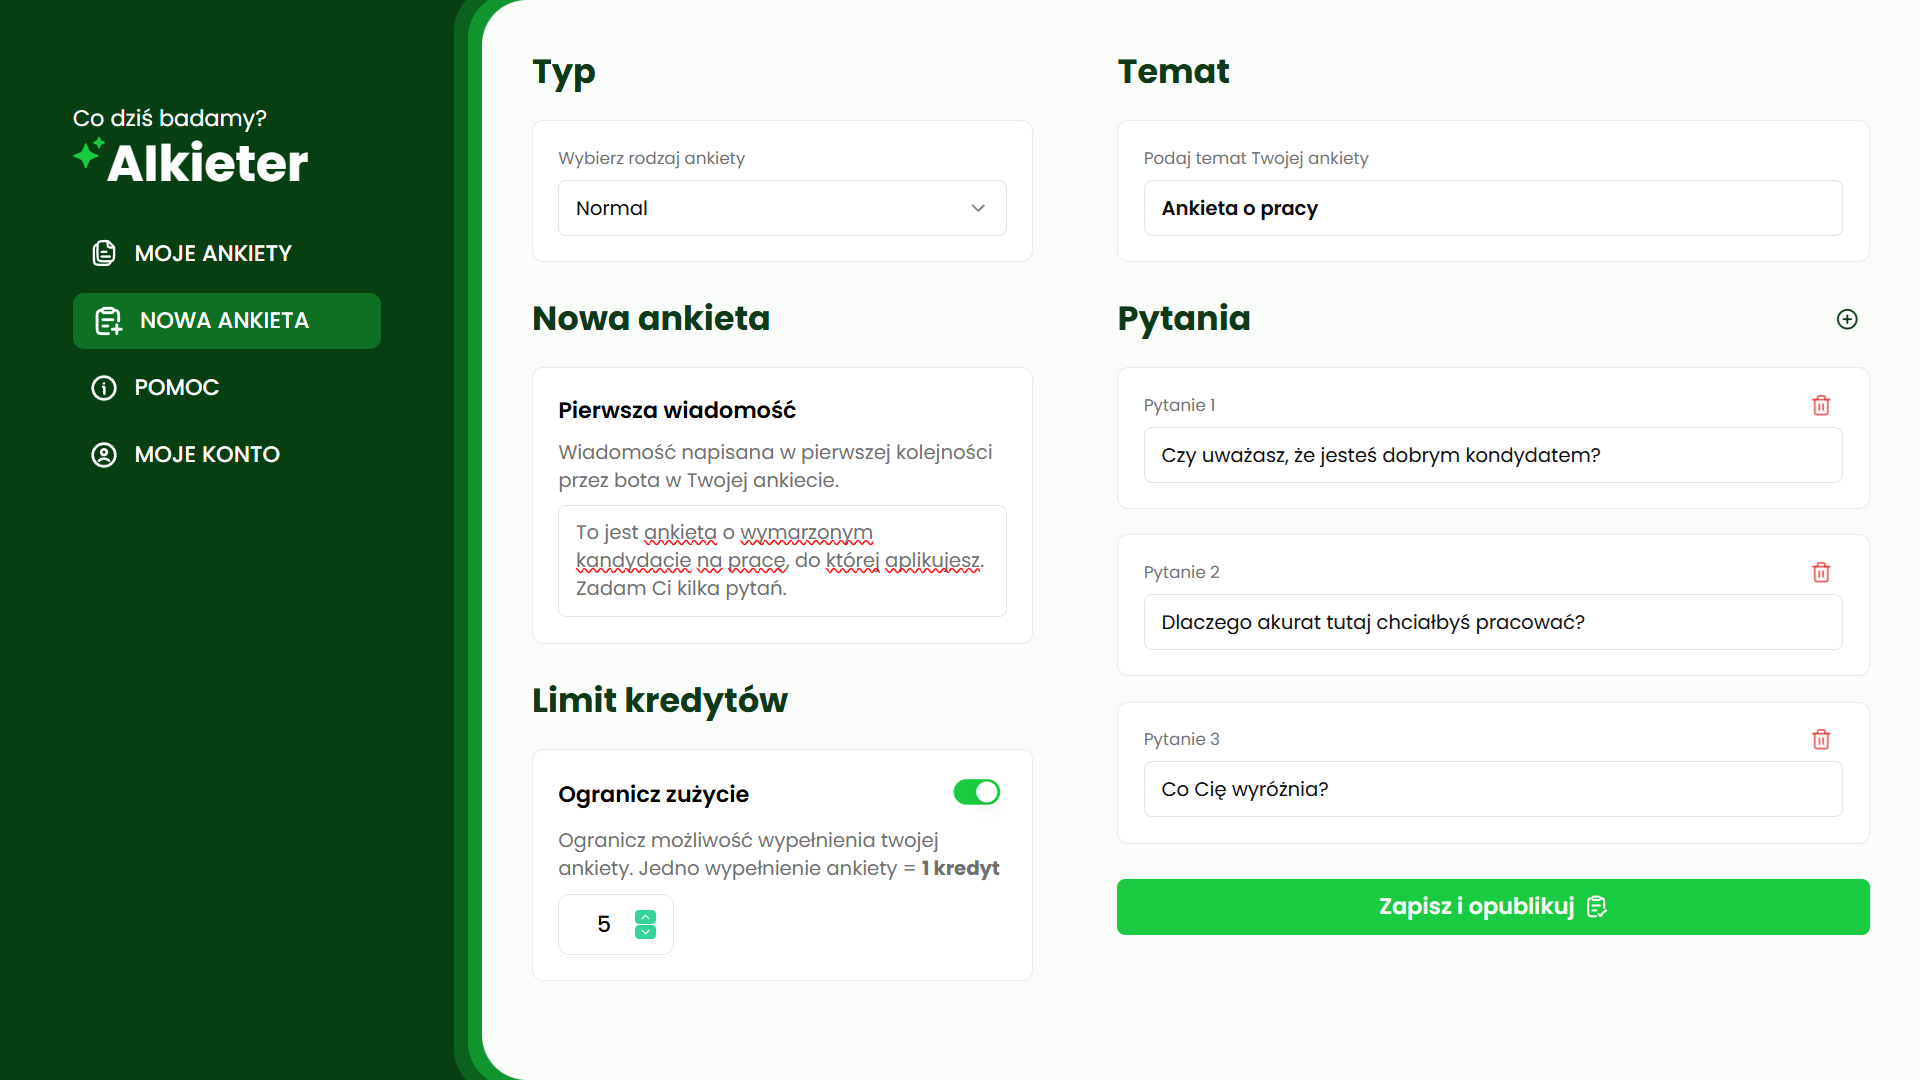 Co dziś badamy?
AIkieter
MOJE ANKIETY
NOWA ANKIETA
POMOC
MOJE KONTO
Typ
Wybierz rodzaj ankiety
Normal
Nowa ankieta
Pierwsza wiadomość
Wiadomość napisana w pierwszej kolejności
przez bota w Twojej ankiecie.
To jest ankieta o wymarzonym
kandydacie na pracę, do której aplikujesz.
Zadam Ci kilka pytań.
Limit kredytów
Ogranicz zużycie
Ogranicz możliwość wypełnienia twojej
ankiety. Jedno wypełnienie ankiety = 1 kredyt
5
Temat
Podaj temat Twojej ankiety
Ankieta o pracy
Pytania
Pytanie 1
Czy uważasz, że jesteś dobrym kondydatem?
Pytanie 2
Dlaczego akurat tutaj chciałbyś pracować?
Pytanie 3
Co Cię wyróżnia?
Zapisz i opublikuj